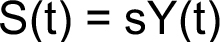 S(t) = sY(t)